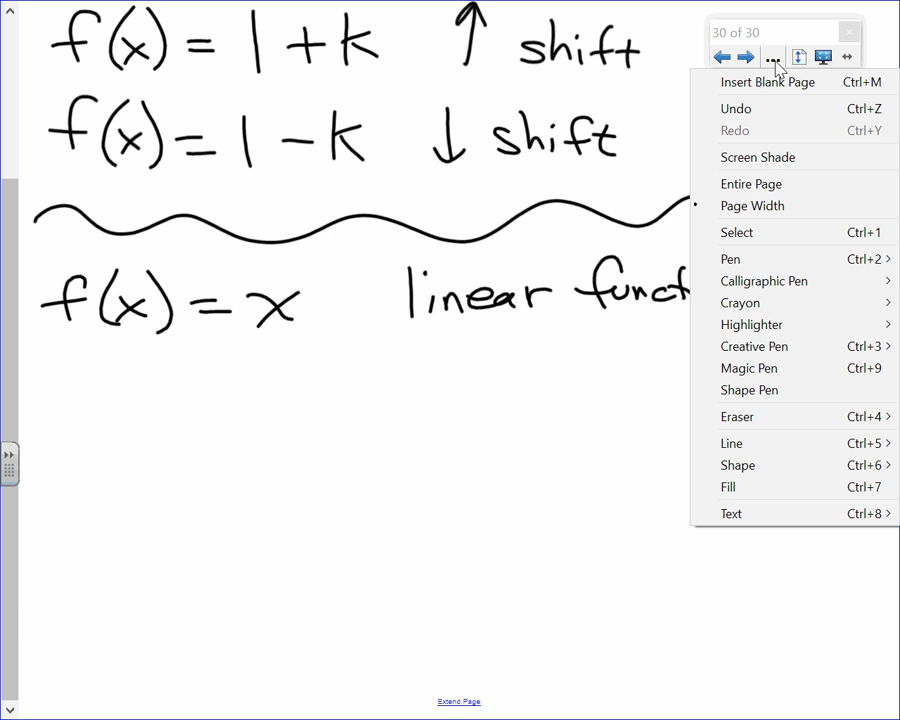 f(x) = 1 + k ↑ shift
f(x) = 1 - k ↓ shift
f(x) = x linear funct
30 of 30
Insert Blank Page Ctrl+M
Undo Ctrl+Z
Redo Ctrl+Y
Screen Shade
Entire Page
Page Width
Select Ctrl+1
Pen Ctrl+2
Calligraphic Pen
Crayon
Highlighter
Creative Pen Ctrl+3
Magic Pen Ctrl+9
Shape Pen
Eraser Ctrl+4
Line Ctrl+5
Shape Ctrl+6
Fill Ctrl+7
Text Ctrl+8
Extend Page